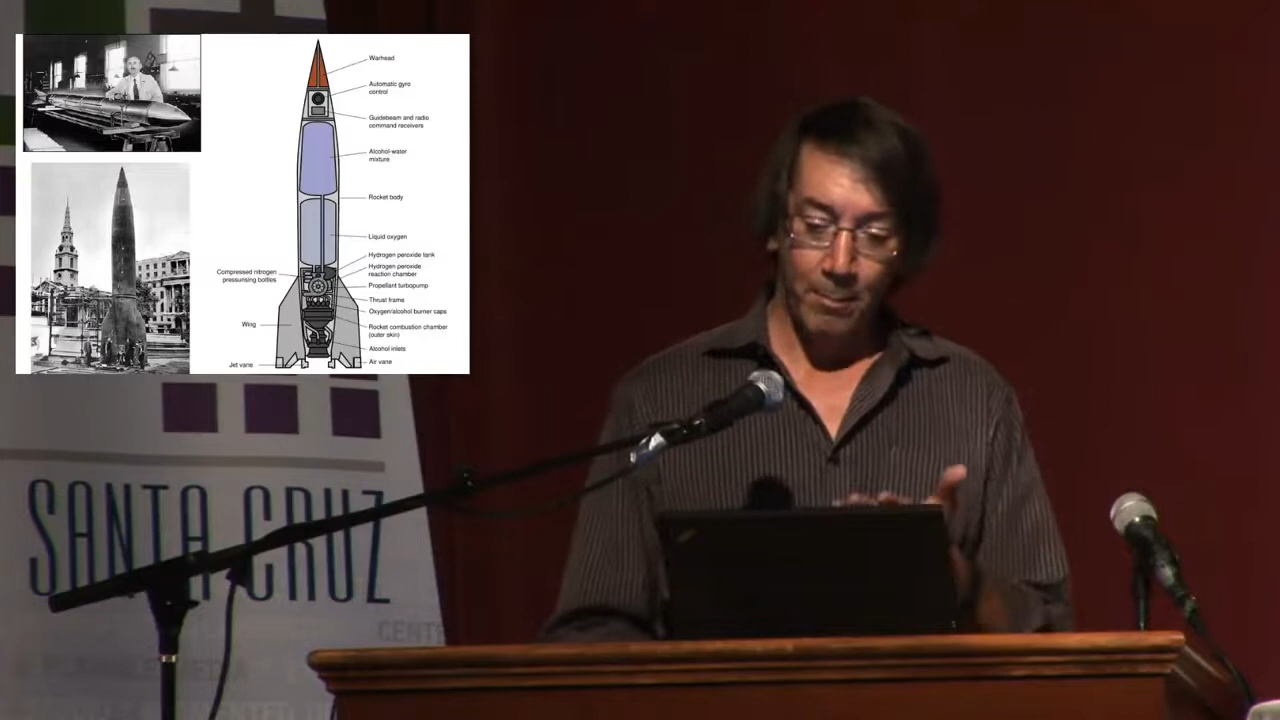 Warhead
Automatic gyro
control
Guidebeam and radio
command receivers
Alcohol-water
mixture
Rocket body
Liquid oxygen
Hydrogen peroxide tank
Hydrogen peroxide
reaction chamber
Propellant turbopump
Thrust frame
Oxygen/alcohol burner caps
Rocket combustion chamber
(outer skin)
Alcohol inlets
Air vane
Compressed nitrogen
pressurising bottles
Wing
Jet vane
SANTA CRUZ